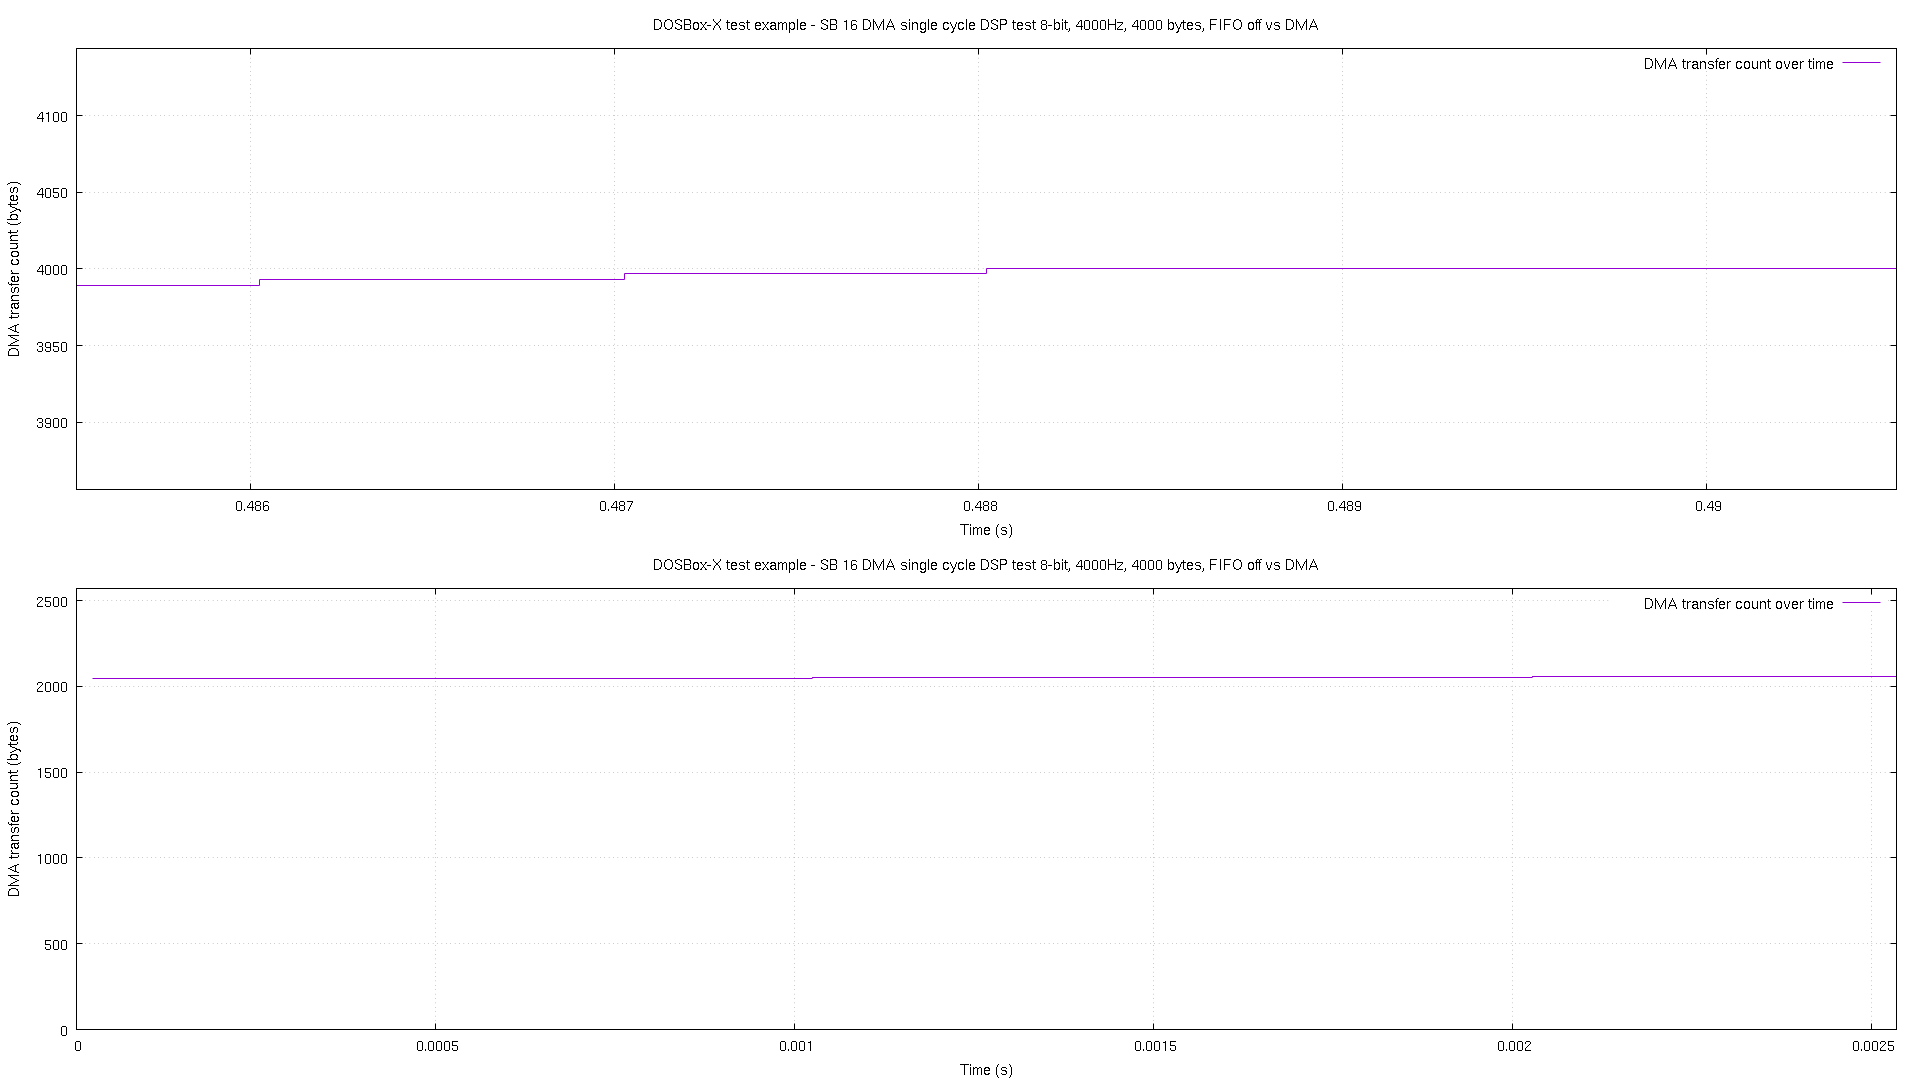 DOSBox-X test example - SB 16 DMA single cycle DSP test 8-bit, 4000Hz, 4000 bytes, FIFO off vs DMA
DMA transfer count over time
4100
4050
4000
3950
3900
DMA transfer count (bytes)
0.486 0.487 0.488 0.489 0.49
Time (s)
DOSBox-X test example - SB 16 DMA single cycle DSP test 8-bit, 4000Hz, 4000 bytes, FIFO off vs DMA
DMA transfer count over time
2500
2000
1500
1000
500
0
DMA transfer count (bytes)
0 0.0005 0.001 0.0015 0.002 0.0025
Time (s)